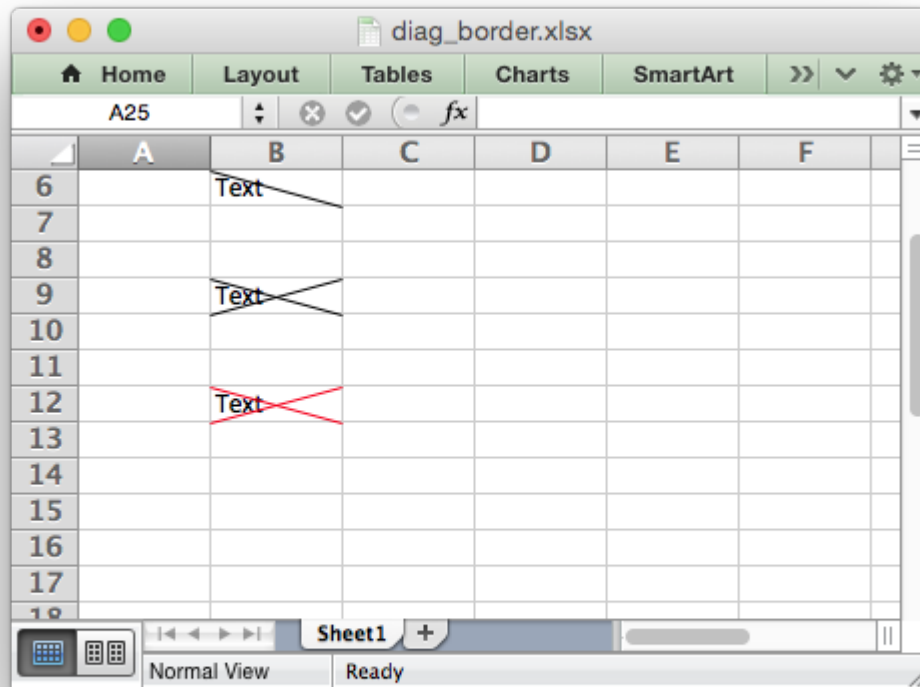 diag_border.xlsx
Home Layout Tables Charts SmartArt
A25 fx
A B C D E F
6 Text
7
8
9 Text
10
11
12 Text
13
14
15
16
17
18
Sheet1 +
Normal View Ready